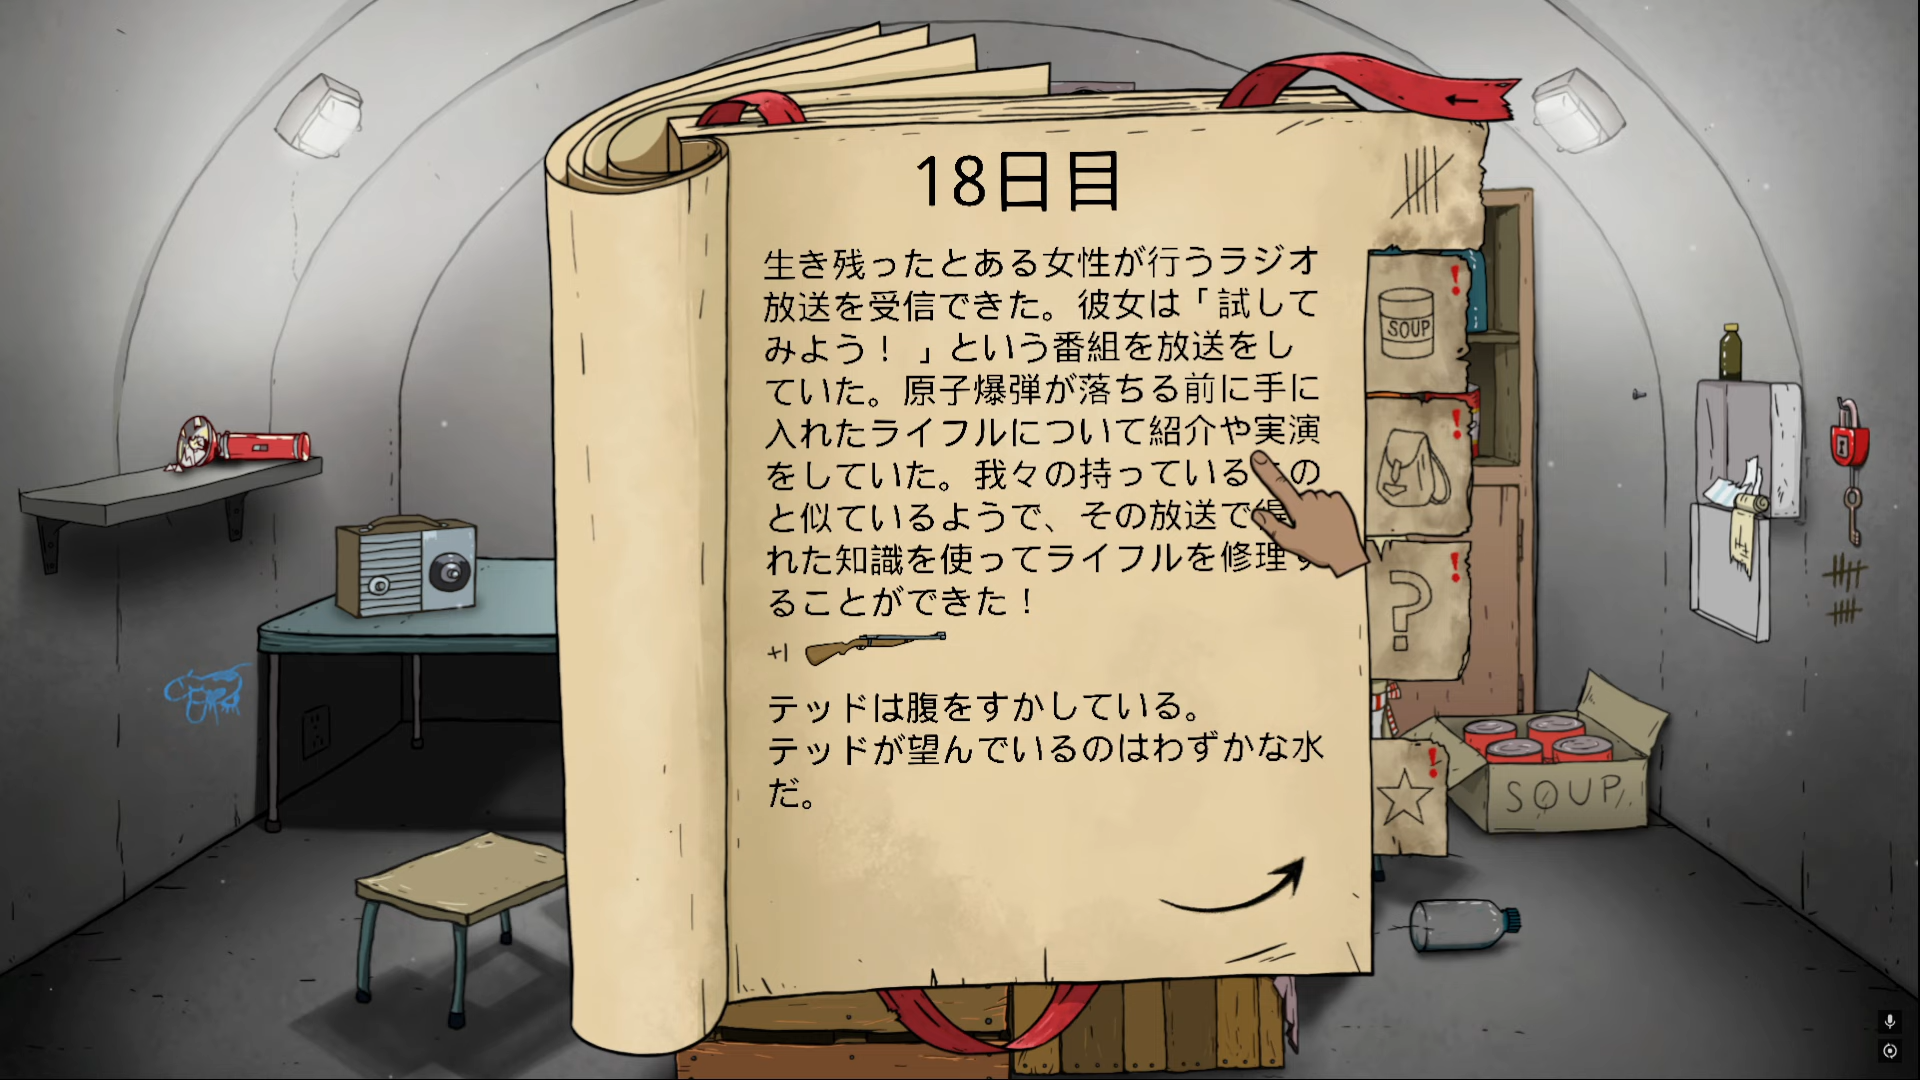 18日目
生き残ったとある女性が行うラジオ
放送を受信できた。彼女は「試して
みよう！」という番組を放送をし
ていた。原子爆弾が落ちる前に手に
入れたライフルについて紹介や実演
をしていた。我々の持っている の
と似ているようで、その放送で
れた知識を使ってライフルを修理
ることができた！
+1
テッドは腹をすかしている。
テッドが望んでいるのはわずかな水
だ。
SOUP
!
!
?
!
!
SOUP